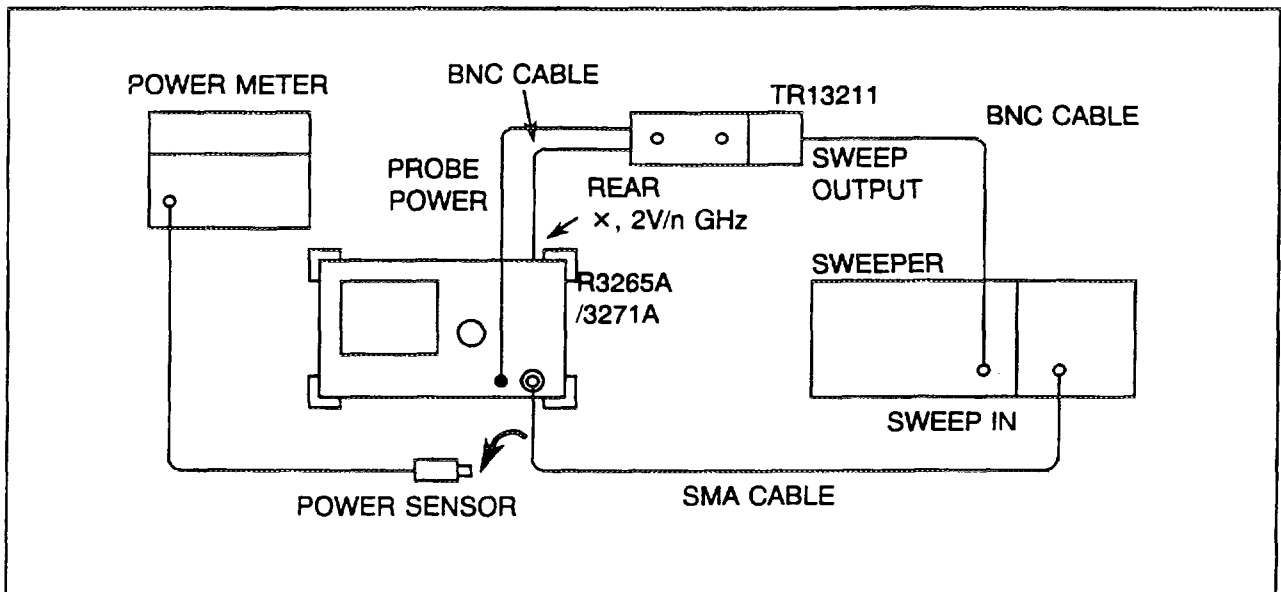 POWER METER
BNC CABLE
TR13211
BNC CABLE
PROBE
POWER
REAR
×, 2V/n GHz
SWEEP
OUTPUT
R3265A
/3271A
SWEEPER
SWEEP IN
POWER SENSOR
SMA CABLE